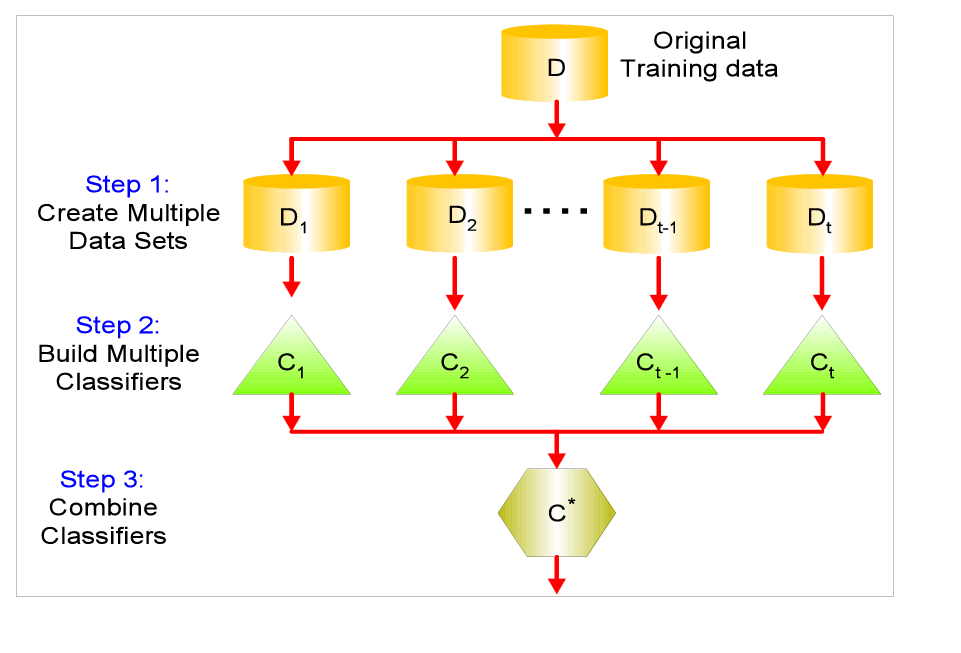 Original
D Training data
Step 1:
Create Multiple
Data Sets
D1 D2 .... Dt-1 Dt
Step 2:
Build Multiple
Classifiers
C1 C2 Ct-1 Ct
Step 3:
Combine
Classifiers
C*